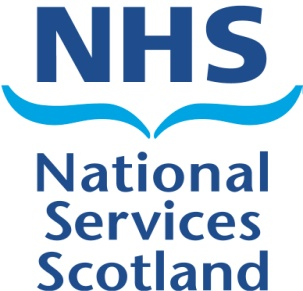 NHS
National
Services
Scotland